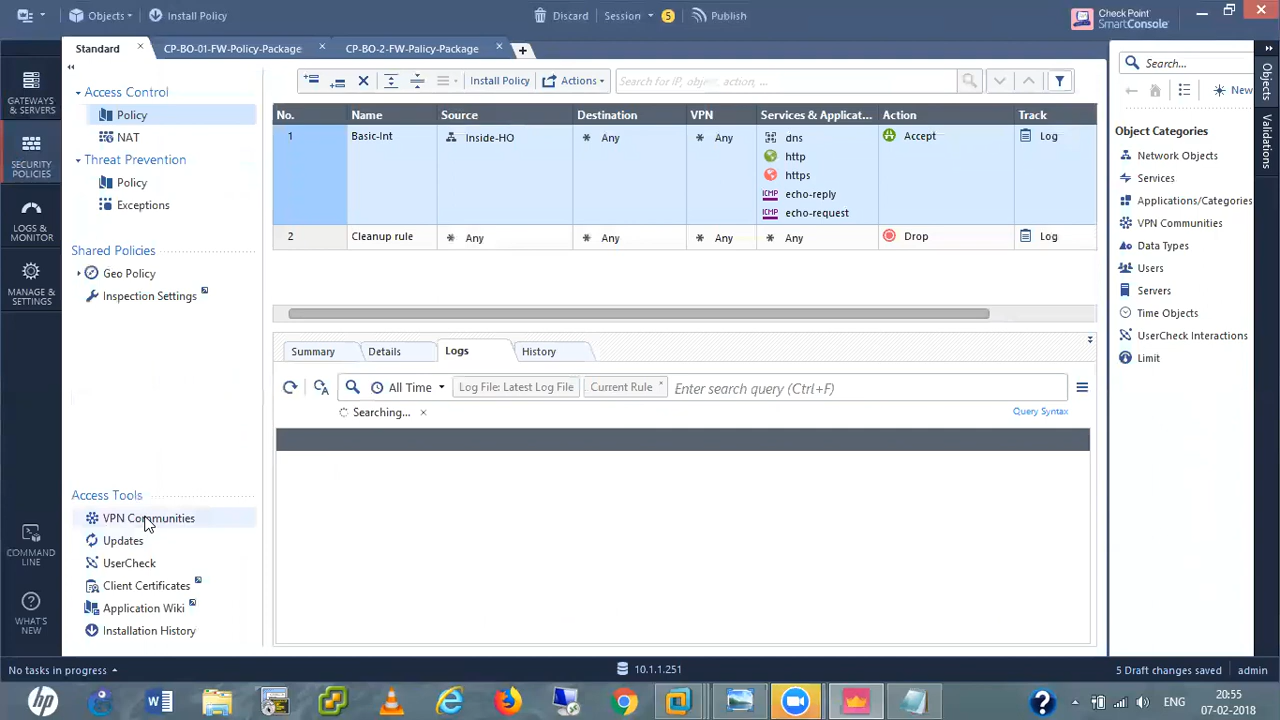 Objects
Install Policy
Discard
Session
5
Publish
Check Point
SmartConsole
Standard
CP-BO-01-FW-Policy-Package
CP-BO-2-FW-Palicy-Package
GATEWAYS & SERVERS
SECURITY POLICIES
LOGS & MONITOR
MANAGE & SETTINGS
COMMAND LINE
WHAT'S NEW
Access Control
Policy
NAT
Threat Prevention
Policy
Exceptions
Shared Policies
Geo Policy
Inspection Settings
Access Tools
VPN Communities
Updates
UserCheck
Client Certificates
Application Wiki
Installation History
Install Policy
Actions
Search for IP, object, action, ...
No. Name Source Destination VPN Services & Applicat... Action Track
1 Basic-Int Inside-HO Any Any dns Accept Log
http
https
ICMP echo-reply
ICMP echo-request
2 Cleanup rule Any Any Any Any Drop Log
Summary Details Logs History
All Time Log File: Latest Log File Current Rule Enter search query (Ctrl+F)
Searching...
Query Syntax
Search...
New
Object Categories
Network Objects
Services
Applications/Categories
VPN Communities
Data Types
Users
Servers
Time Objects
UserCheck Interactions
Limit
Objects
Validations
No tasks in progress
10.1.1.251
5 Draft changes saved
admin
ENG
20:55
07-02-2018